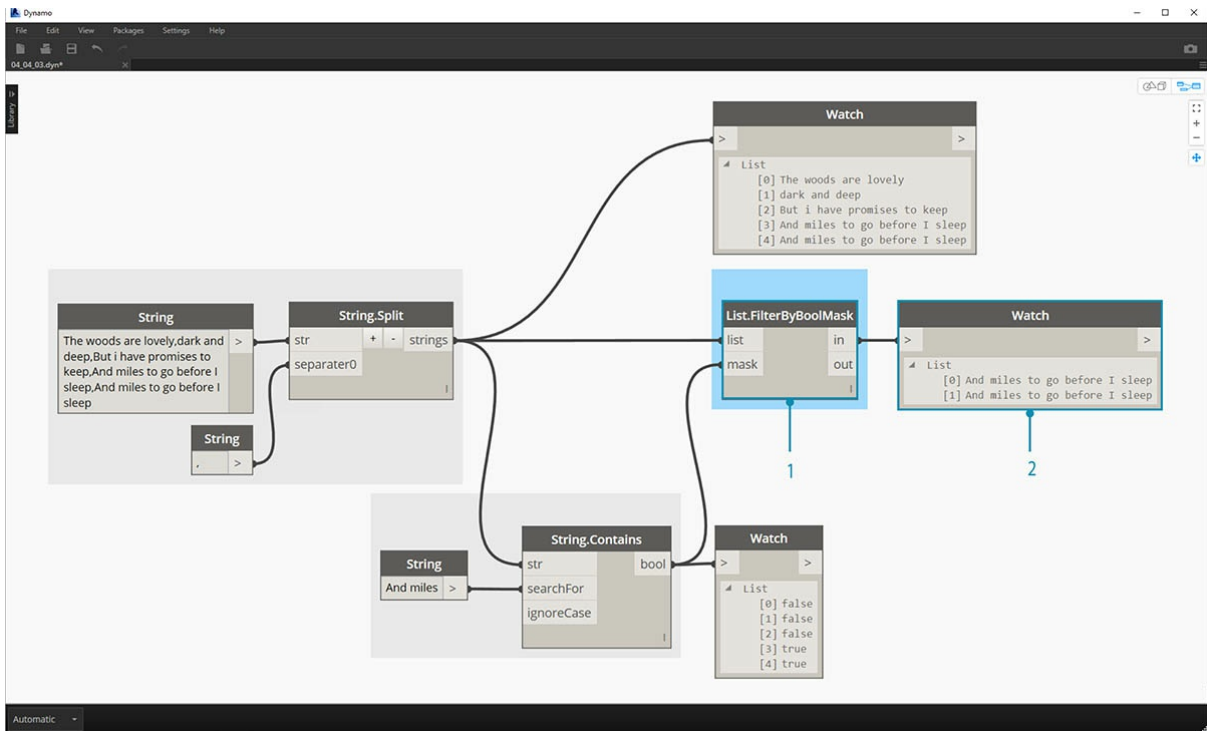 Dynamo
File Edit View Packages Settings Help
04_04_03.dyn*
Library
Watch
> >
List
[0] The woods are lovely
[1] dark and deep
[2] But i have promises to keep
[3] And miles to go before I sleep
[4] And miles to go before I sleep
String
The woods are lovely,dark and
deep,But i have promises to
keep,And miles to go before I
sleep,And miles to go before I
sleep
>
String.Split
str + - strings
separater0
String
, >
List.FilterByBoolMask
list in
mask out
1
Watch
> >
List
[0] And miles to go before I sleep
[1] And miles to go before I sleep
2
String
And miles >
String.Contains
str bool
searchFor
ignoreCase
Watch
> >
List
[0] false
[1] false
[2] false
[3] true
[4] true
Automatic